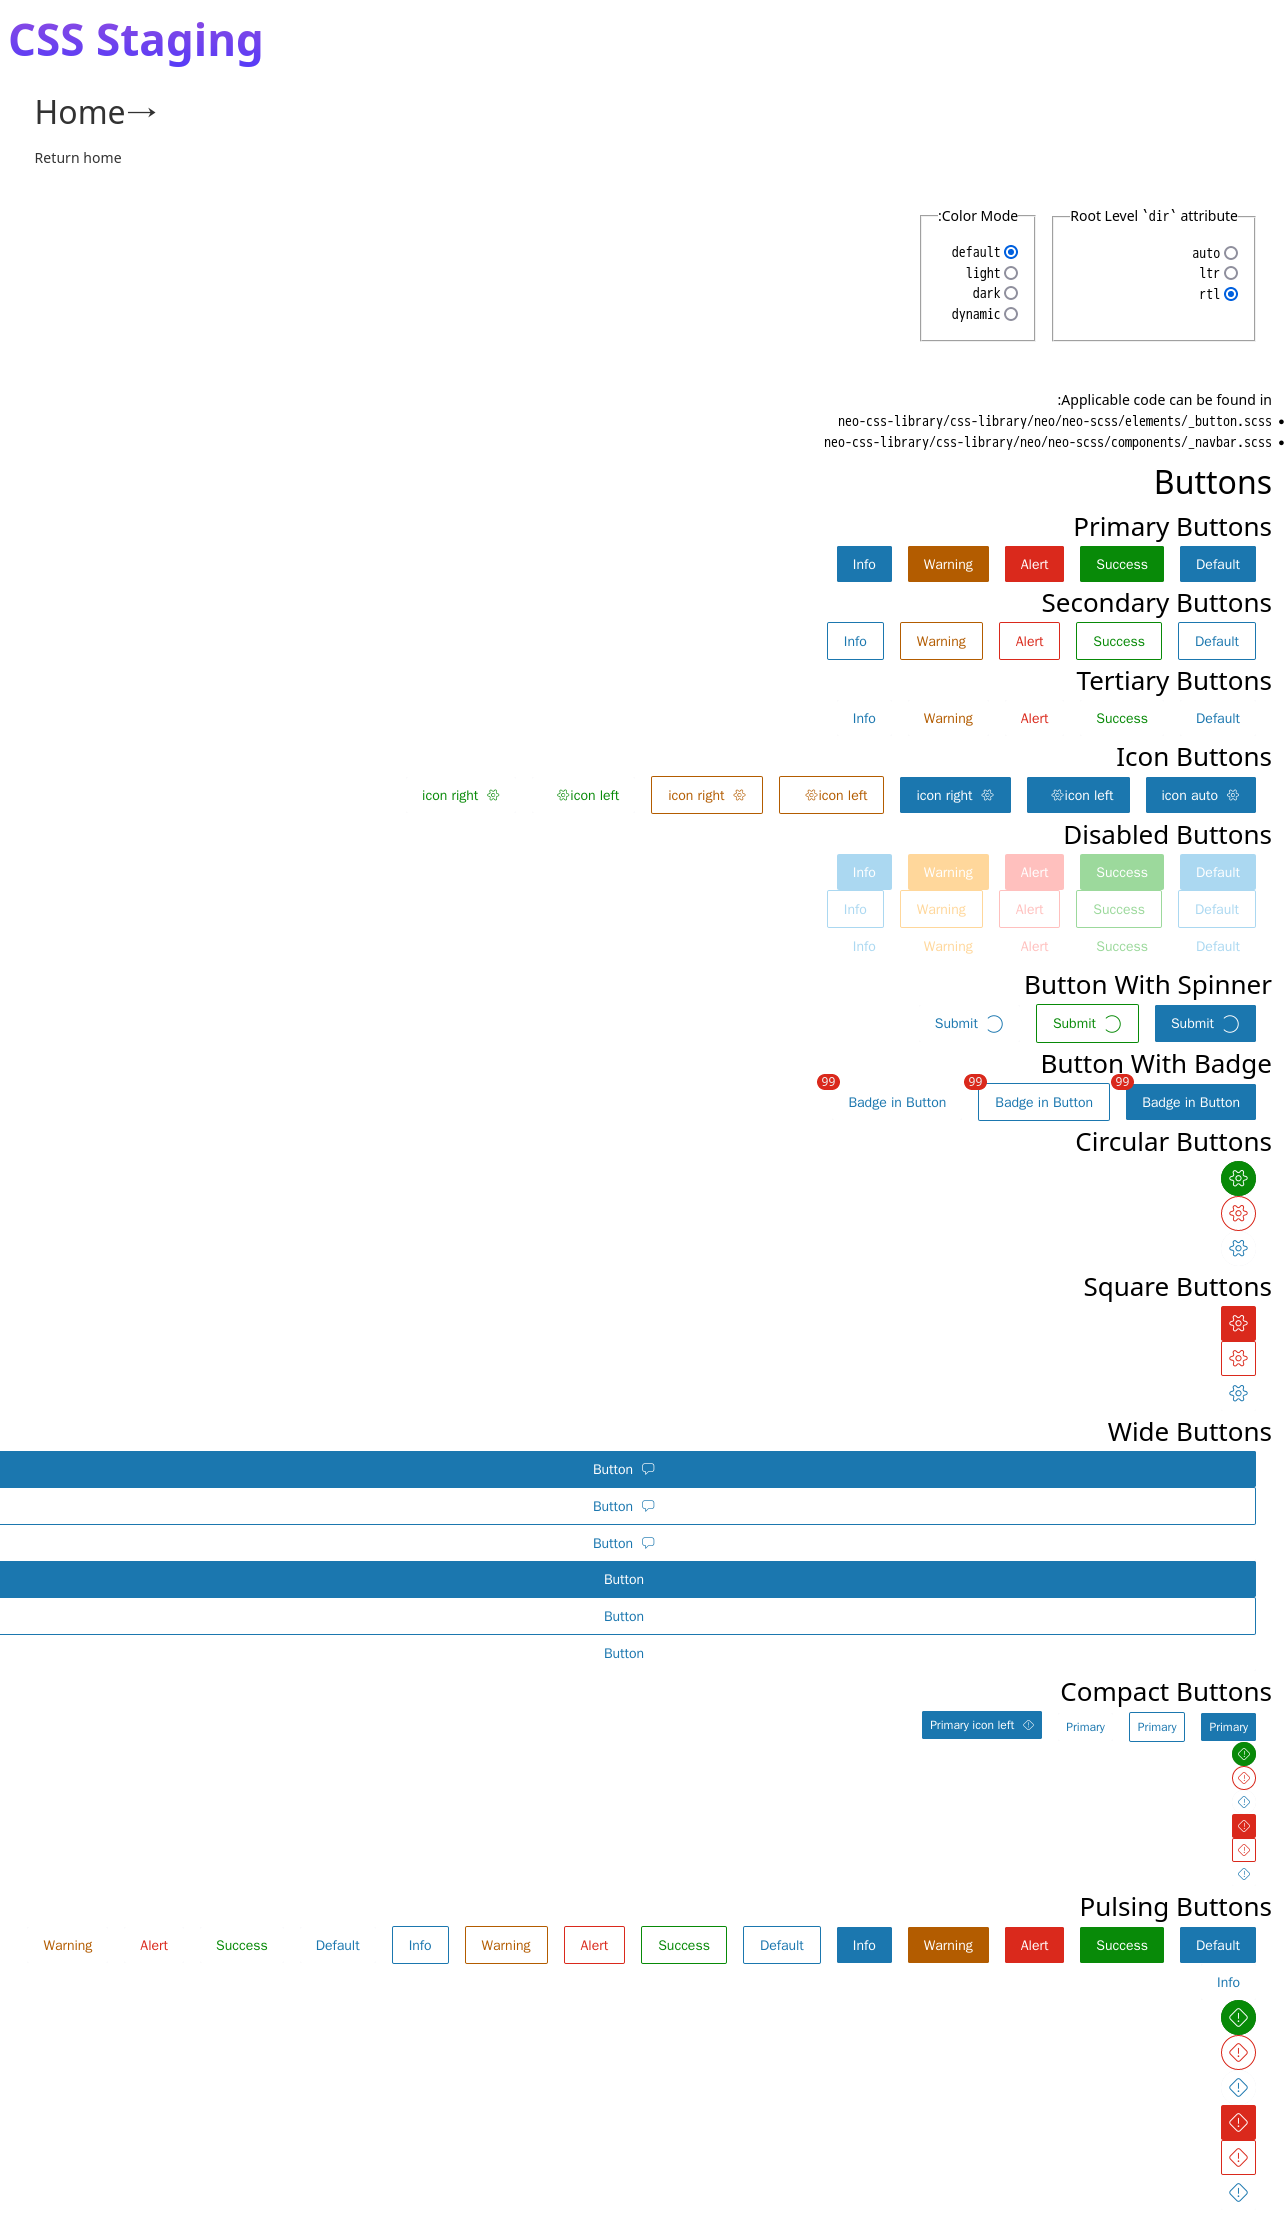 CSS Staging
Home→
Return home
Root Level `dir` attribute
auto
ltr
rtl
:Color Mode
default
light
dark
dynamic
:Applicable code can be found in
• neo-css-library/css-library/neo/neo-scss/elements/_button.scss
• neo-css-library/css-library/neo/neo-scss/components/_navbar.scss
Buttons
Primary Buttons
Info Warning Alert Success Default
Secondary Buttons
Info Warning Alert Success Default
Tertiary Buttons
Info Warning Alert Success Default
Icon Buttons
icon right icon left icon right icon left icon right icon left icon auto
Disabled Buttons
Info Warning Alert Success Default
Info Warning Alert Success Default
Info Warning Alert Success Default
Button With Spinner
Submit Submit Submit
Button With Badge
99 99 99
Badge in Button Badge in Button Badge in Button
Circular Buttons
Square Buttons
Wide Buttons
Button
Button
Button
Button
Button
Button
Compact Buttons
Primary icon left Primary Primary Primary
Pulsing Buttons
Warning Alert Success Default Info Warning Alert Success Default Info Warning Alert Success Default
Info